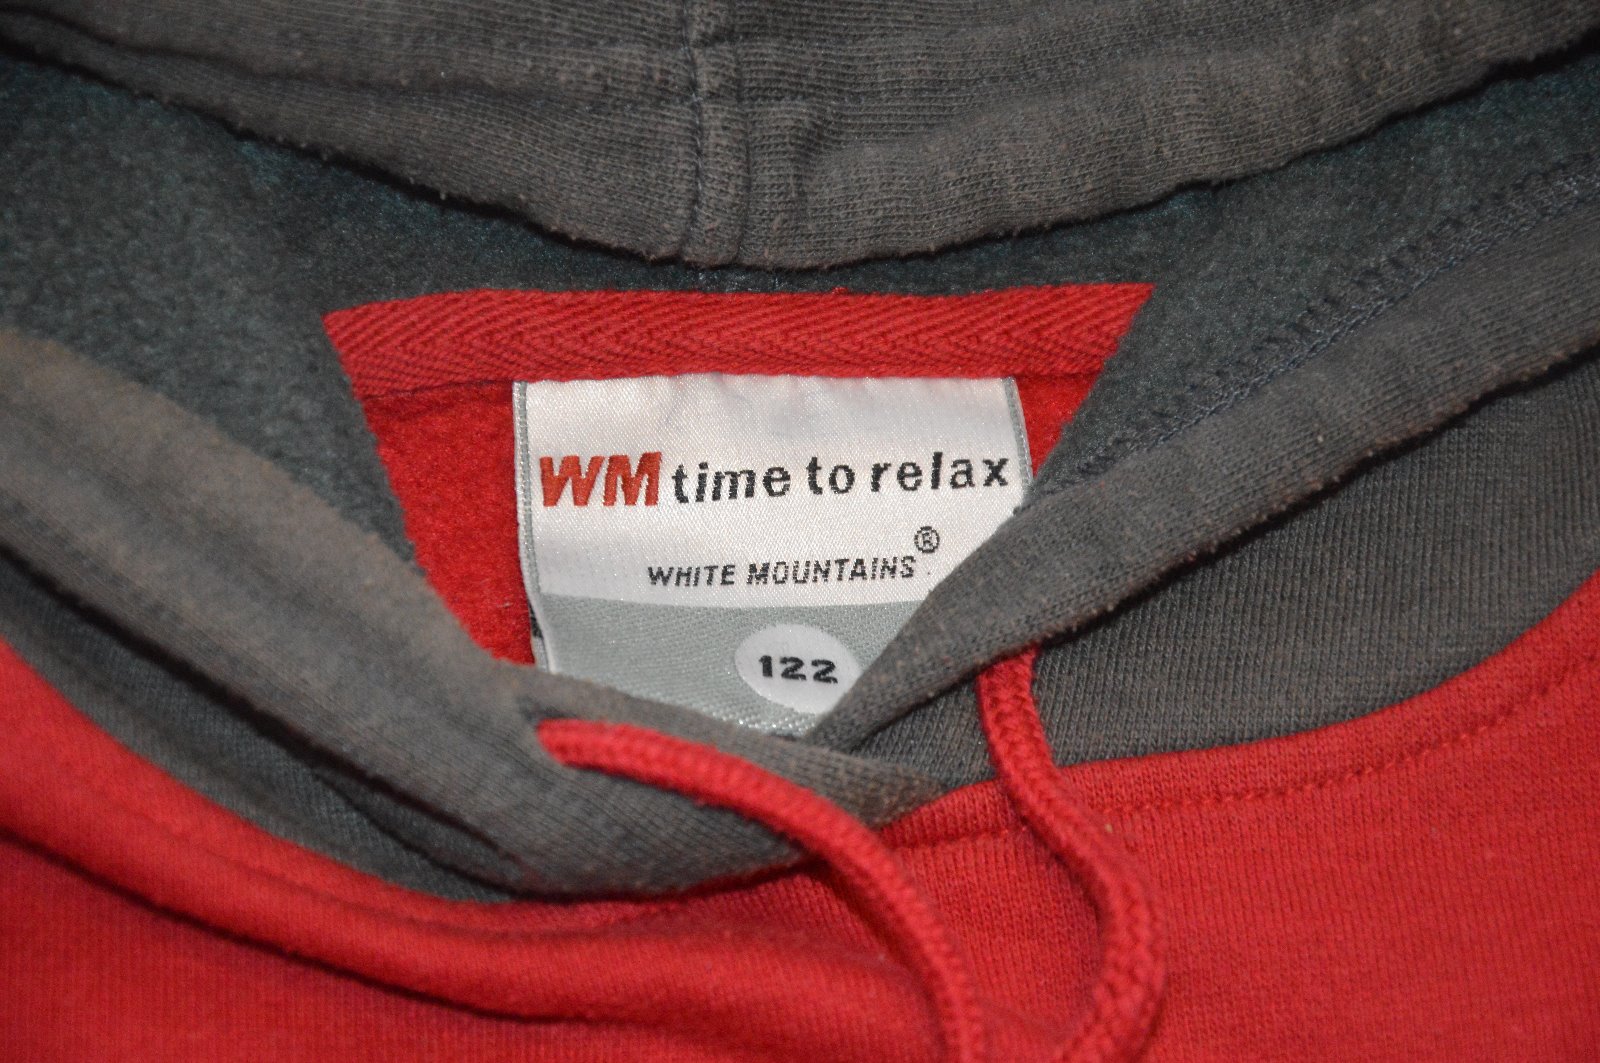 WM time to relax
WHITE MOUNTAINS®
122